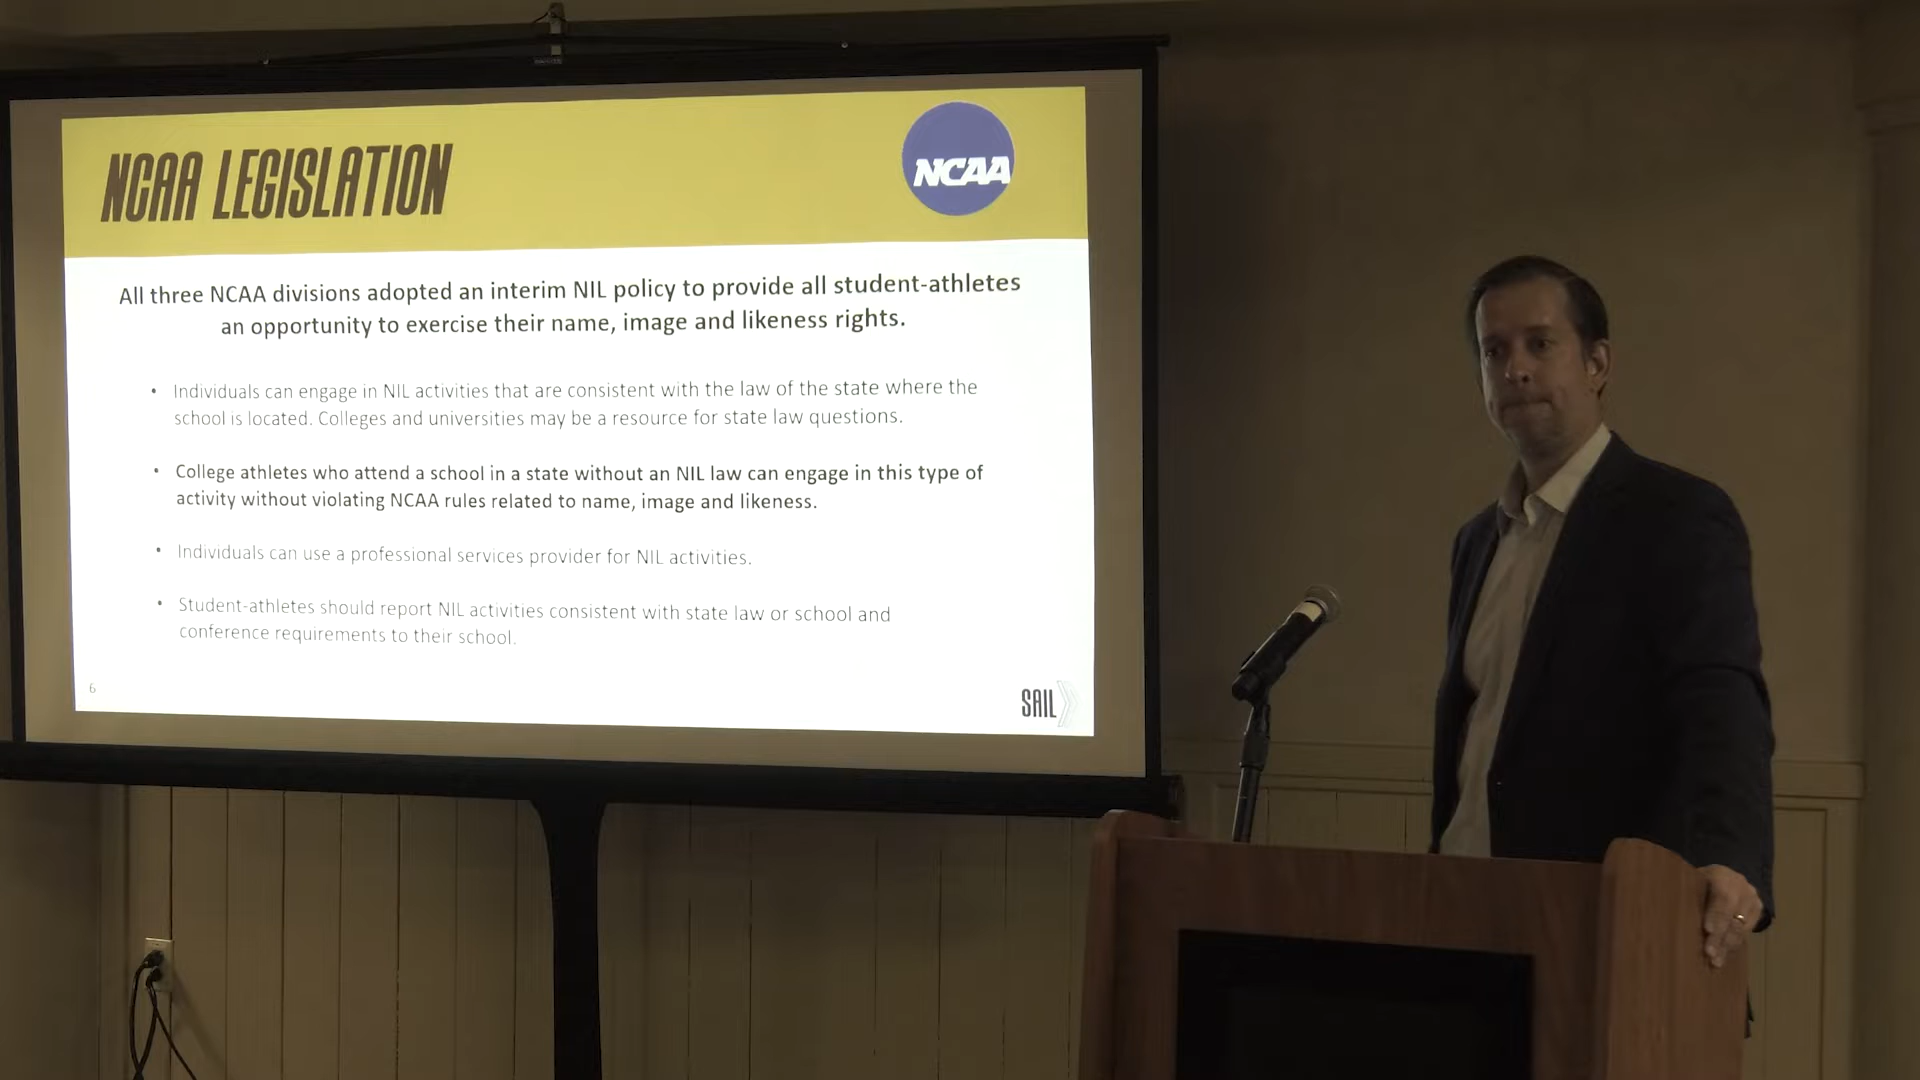 NCAA LEGISLATION
NCAA
All three NCAA divisions adopted an interim NIL policy to provide all student-athletes
an opportunity to exercise their name, image and likeness rights.
• Individuals can engage in NIL activities that are consistent with the law of the state where the
school is located. Colleges and universities may be a resource for state law questions.
• College athletes who attend a school in a state without an NIL law can engage in this type of
activity without violating NCAA rules related to name, image and likeness.
• Individuals can use a professional services provider for NIL activities.
• Student-athletes should report NIL activities consistent with state law or school and
conference requirements to their school.
6
SAIL